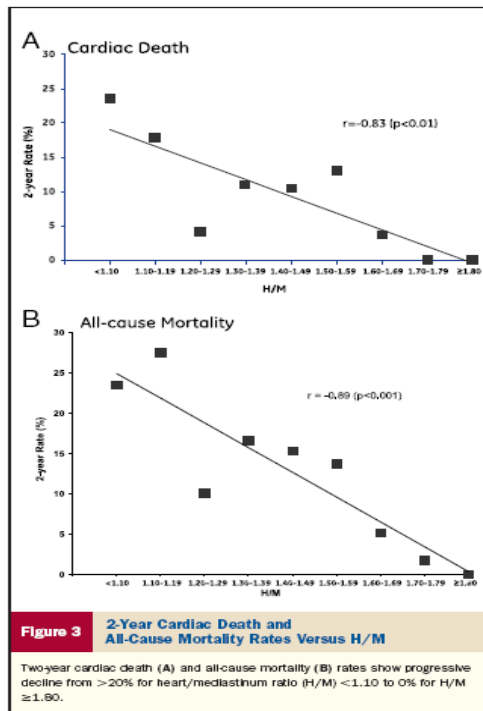 A
Cardiac Death
30
25
20
15
10
5
0
2-year Rate (%)
r=-0.83 (p<0.01)
<1.10 1.10-1.19 1.20-1.29 1.30-1.39 1.40-1.49 1.50-1.59 1.60-1.69 1.70-1.79 ≥1.80
H/M
B
All-cause Mortality
30
25
20
15
10
5
0
2-year Rate (%)
r = -0.89 (p<0.001)
<1.10 1.10-1.19 1.20-1.29 1.30-1.39 1.40-1.49 1.50-1.59 1.60-1.69 1.70-1.79 ≥1.80
H/M
Figure 3
2-Year Cardiac Death and
All-Cause Mortality Rates Versus H/M
Two-year cardiac death (A) and all-cause mortality (B) rates show progressive
decline from >20% for heart/mediastinum ratio (H/M) <1.10 to 0% for H/M
≥1.80.